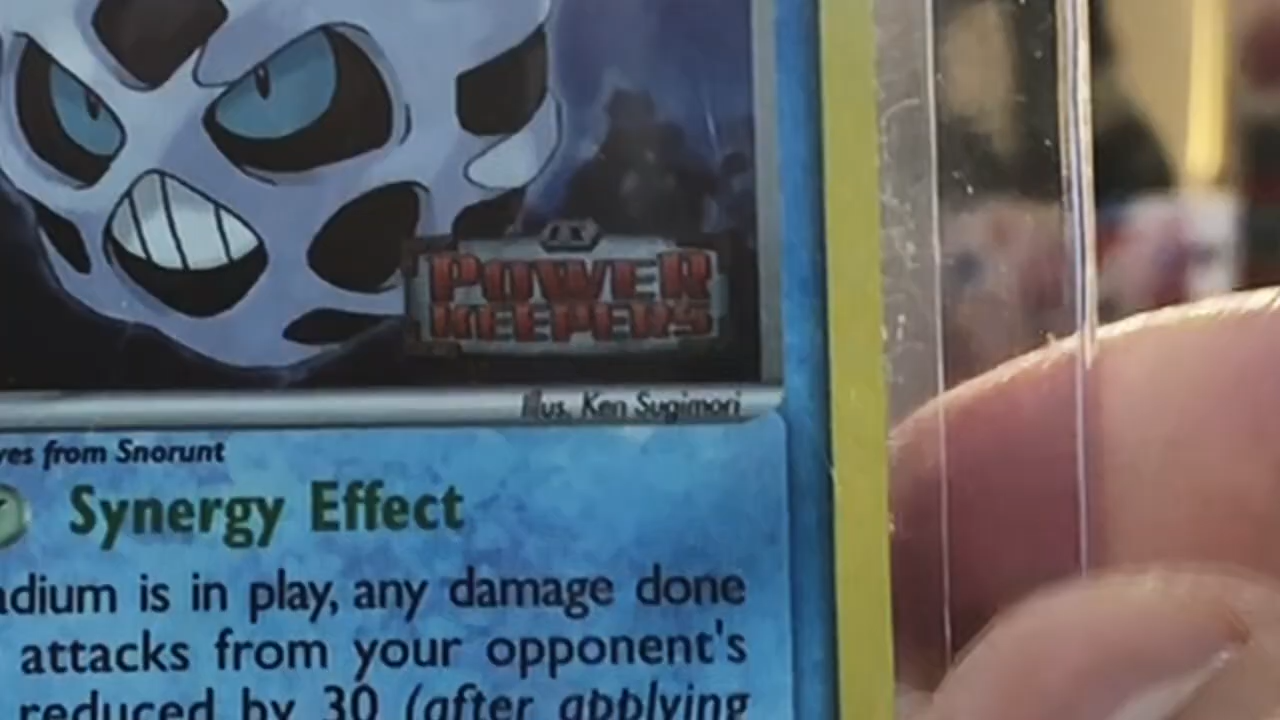 EX
POWER
KEEPERS
Illus. Ken Sugimori
ves from Snorunt
Synergy Effect
adium is in play, any damage done
attacks from your opponent's
reduced by 30 (after applying